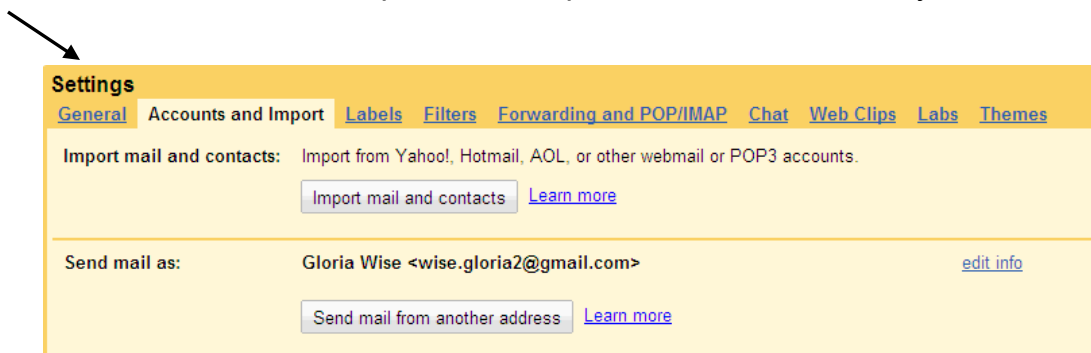 Settings
General Accounts and Import Labels Filters Forwarding and POP/IMAP Chat Web Clips Labs Themes
Import mail and contacts: Import from Yahoo!, Hotmail, AOL, or other webmail or POP3 accounts.
Import mail and contacts Learn more
Send mail as: Gloria Wise <wise.gloria2@gmail.com> edit info
Send mail from another address Learn more